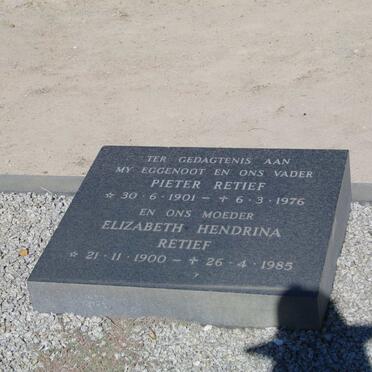 TER GEDAGTENIS AAN
MY EGGENOOT EN ONS VADER
PIETER RETIEF
☆ 30·6·1901 – ✝ 6·3·1976
EN ONS MOEDER
ELIZABETH HENDRINA
RETIEF
☆ 21·11·1900 – ✝ 26·4·1985